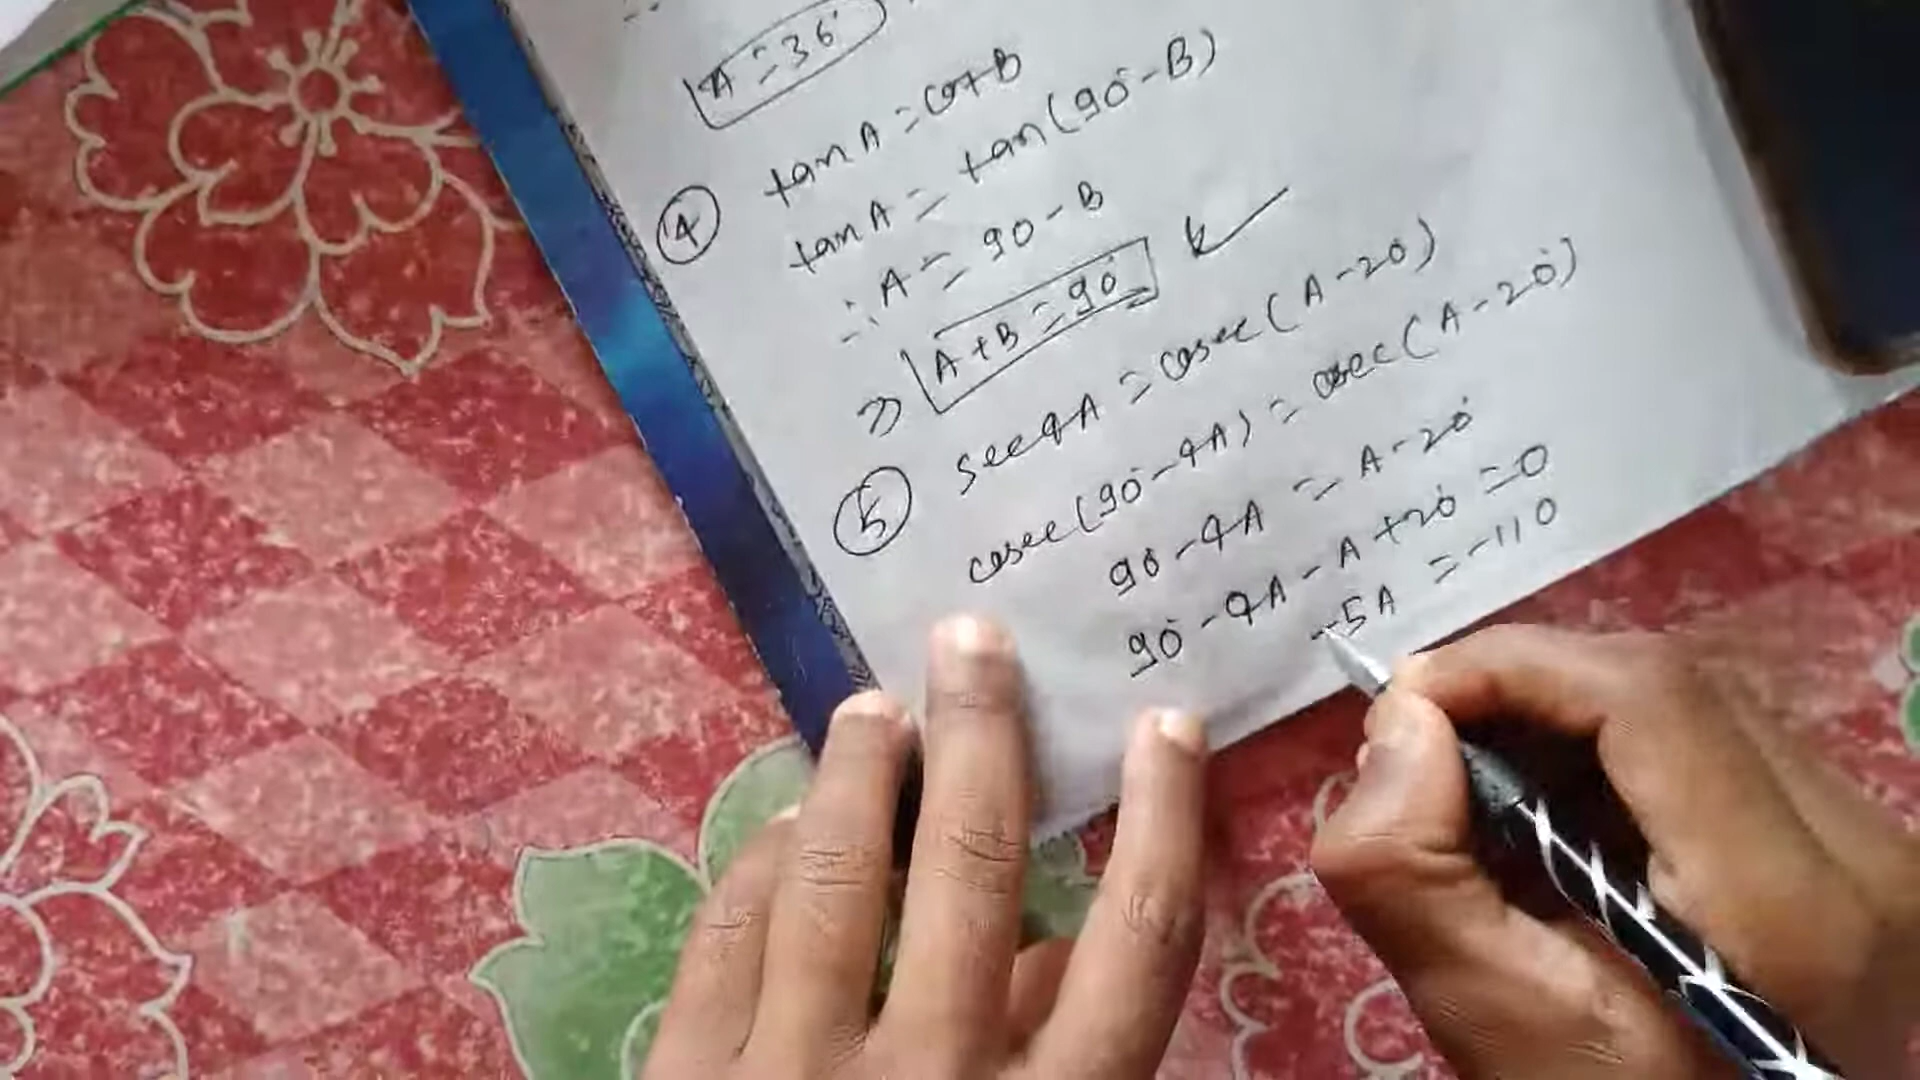 A = 36°
④ tan A = cot B
tan A = tan (90° - B)
∴ A = 90 - B
⇒ A + B = 90°
⑤ sec 4A = cosec (A - 20°)
cosec (90° - 4A) = cosec (A - 20°)
90° - 4A = A - 20°
90° - 4A - A + 20° = 0
-5A = -110